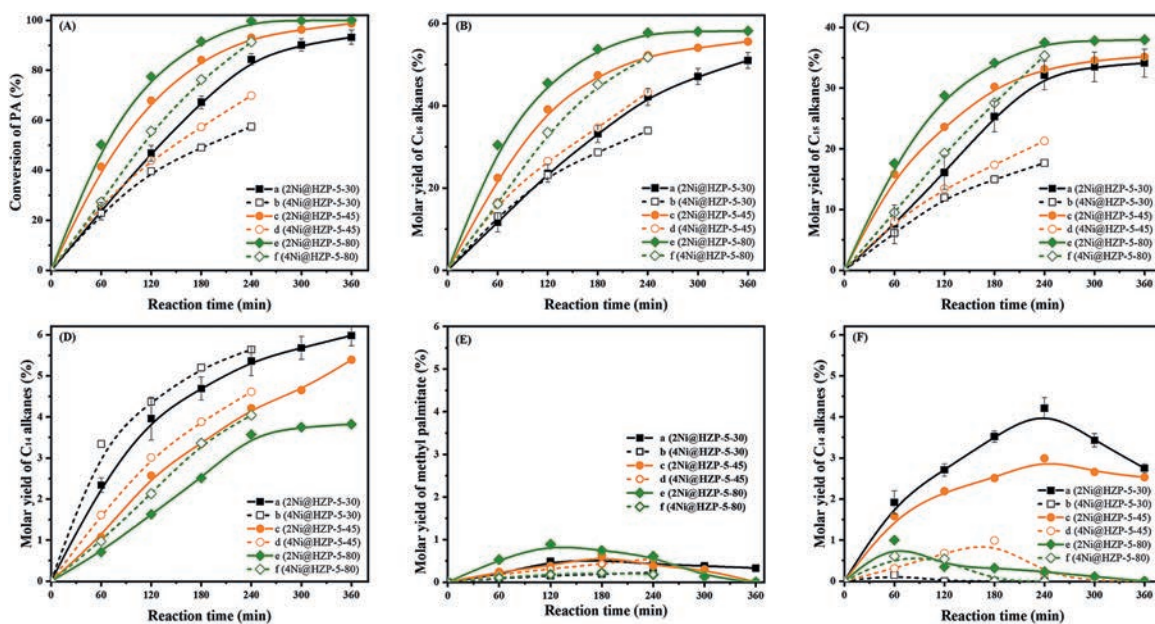 (A)
Conversion of PA (%)
100
80
60
40
20
0
a (2Ni@HZP-5-30)
b (4Ni@HZP-5-30)
c (2Ni@HZP-5-45)
d (4Ni@HZP-5-45)
e (2Ni@HZP-5-80)
f (4Ni@HZP-5-80)
0 60 120 180 240 300 360
Reaction time (min)
(B)
Molar yield of C₁₆ alkanes (%)
60
40
20
0
a (2Ni@HZP-5-30)
b (4Ni@HZP-5-30)
c (2Ni@HZP-5-45)
d (4Ni@HZP-5-45)
e (2Ni@HZP-5-80)
f (4Ni@HZP-5-80)
0 60 120 180 240 300 360
Reaction time (min)
(C)
Molar yield of C₁₅ alkanes (%)
40
30
20
10
0
a (2Ni@HZP-5-30)
b (4Ni@HZP-5-30)
c (2Ni@HZP-5-45)
d (4Ni@HZP-5-45)
e (2Ni@HZP-5-80)
f (4Ni@HZP-5-80)
0 60 120 180 240 300 360
Reaction time (min)
(D)
Molar yield of C₁₄ alkanes (%)
6
5
4
3
2
1
0
a (2Ni@HZP-5-30)
b (4Ni@HZP-5-30)
c (2Ni@HZP-5-45)
d (4Ni@HZP-5-45)
e (2Ni@HZP-5-80)
f (4Ni@HZP-5-80)
0 60 120 180 240 300 360
Reaction time (min)
(E)
Molar yield of methyl palmitate (%)
6
5
4
3
2
1
0
a (2Ni@HZP-5-30)
b (4Ni@HZP-5-30)
c (2Ni@HZP-5-45)
d (4Ni@HZP-5-45)
e (2Ni@HZP-5-80)
f (4Ni@HZP-5-80)
0 60 120 180 240 300 360
Reaction time (min)
(F)
Molar yield of C₁₄ alkanes (%)
6
5
4
3
2
1
0
a (2Ni@HZP-5-30)
b (4Ni@HZP-5-30)
c (2Ni@HZP-5-45)
d (4Ni@HZP-5-45)
e (2Ni@HZP-5-80)
f (4Ni@HZP-5-80)
0 60 120 180 240 300 360
Reaction time (min)